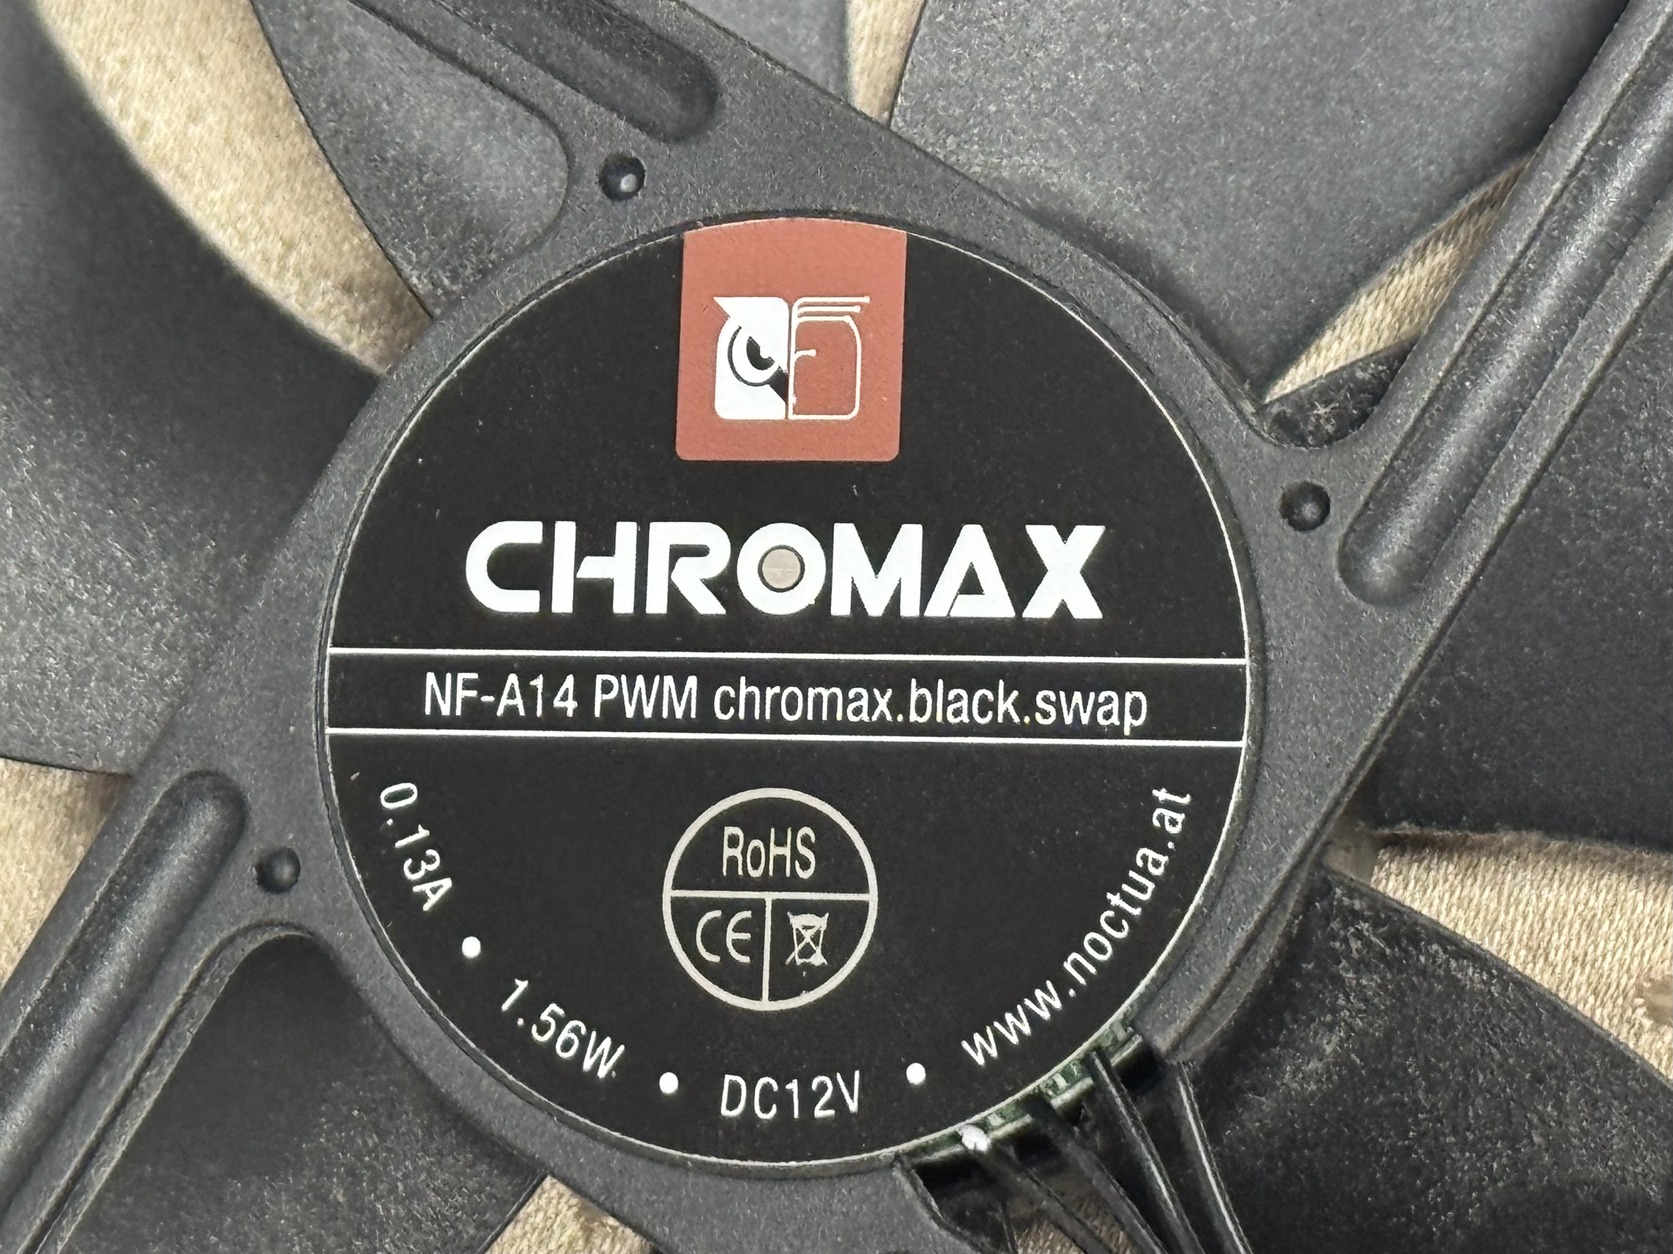 CHROMAX
NF-A14 PWM chromax.black.swap
RoHS
CE
0.13A • 1.56W • DC12V • www.noctua.at